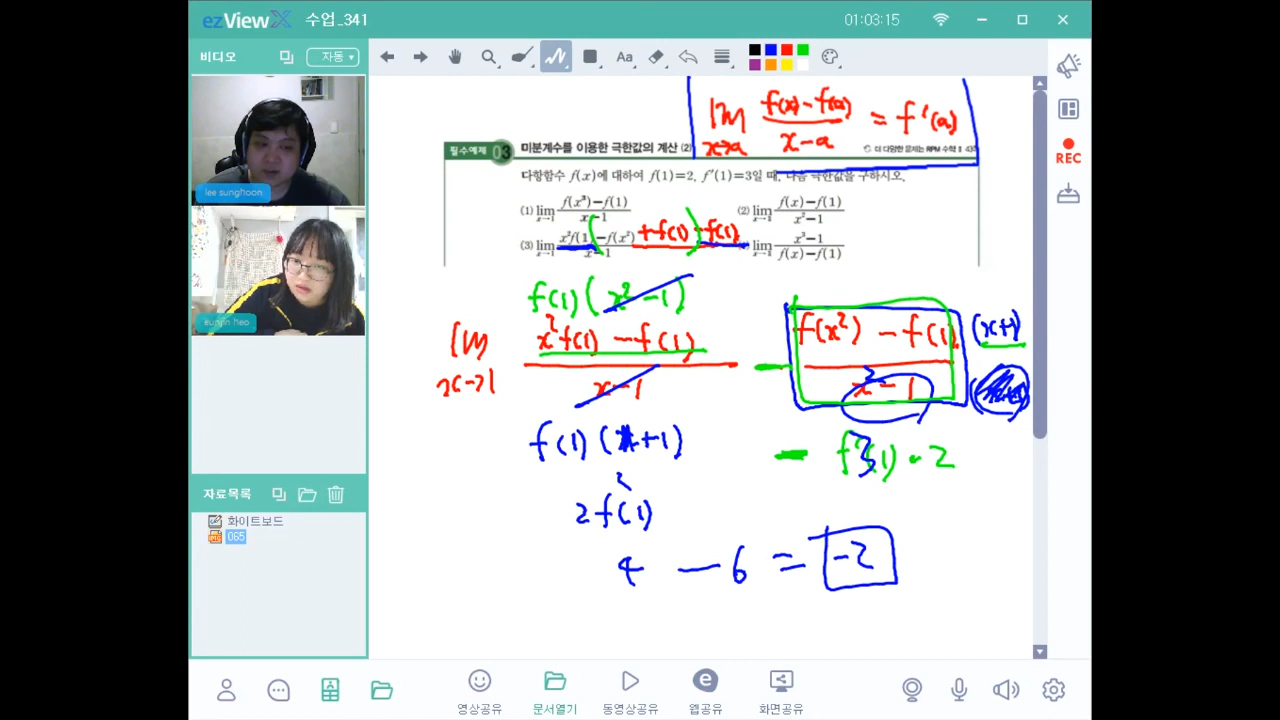 ezViewX 수업_341 01:03:15
비디오 자동
lee sunghoon
eunjin heo
Aa
REC
lim x→a f(x)-f(a) / x-a = f'(a)
필수예제 03 미분계수를 이용한 극한값의 계산 (2) 더 다양한 문제는 RPM 수학 II 43
다항함수 f(x)에 대하여 f(1)=2, f'(1)=3일 때, 다음 극한값을 구하시오.
(1) lim x→1 f(x³)-f(1) / x-1 (2) lim x→1 f(x)-f(1) / x²-1
(3) lim x→1 x²f(1)-f(x²) / x-1 +f(1) -f(1) lim x→1 x³-1 / f(x)-f(1)
f(1)(x²-1)
lim x→1 x²f(1)-f(1) / x-1 - f(x²)-f(1) / x²-1 (x+1)
f(1)(x+1) - f'(1)·2
3
2
2f(1)
4 - 6 = -2
자료목록
화이트보드
065
영상공유 문서열기 동영상공유 웹공유 화면공유